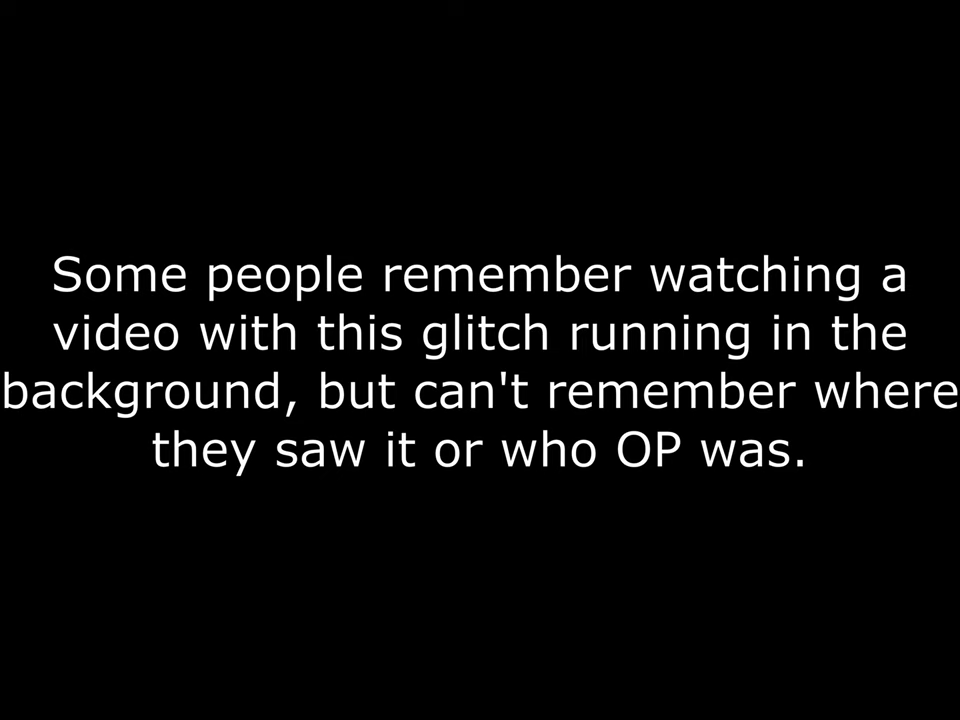 Some people remember watching a
video with this glitch running in the
background, but can't remember where
they saw it or who OP was.